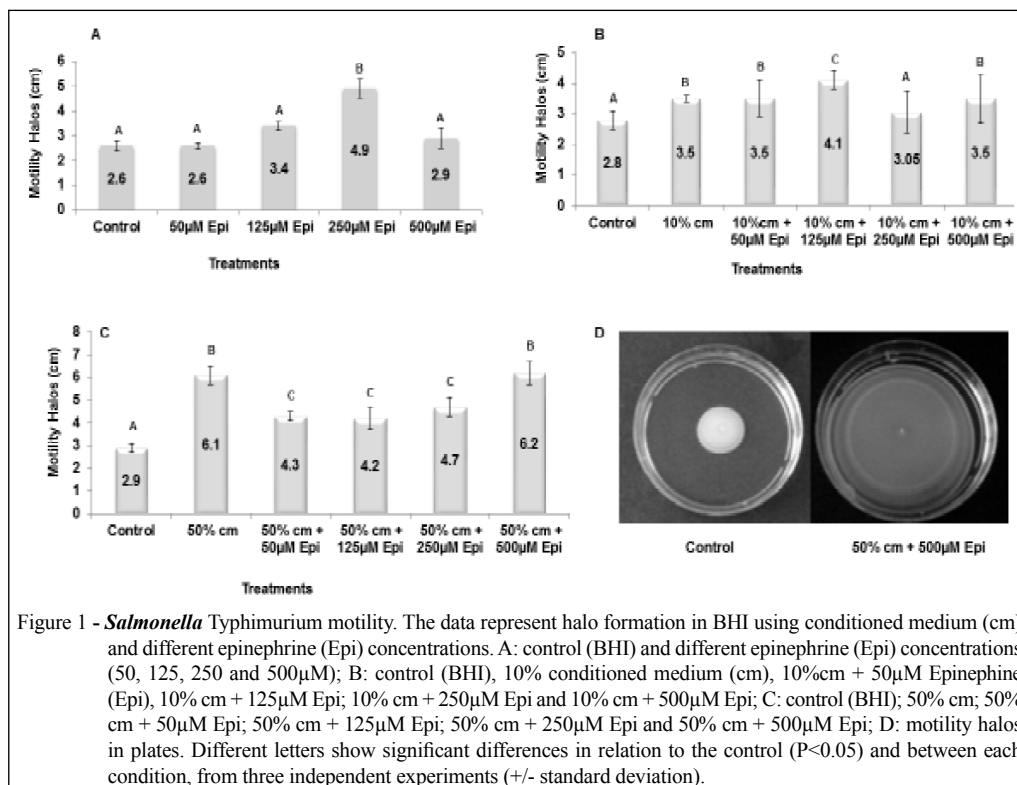 A
Motility Halos (cm)
6
5
4
3
2
1
0
A
A
A
B
A
2.6
2.6
3.4
4.9
2.9
Control
50µM Epi
125µM Epi
250µM Epi
500µM Epi
Treatments
B
Motility Halos (cm)
5
4
3
2
1
0
A
B
B
C
A
B
2.8
3.5
3.5
4.1
3.05
3.5
Control
10% cm
10%cm +
50µM Epi
10% cm +
125µM Epi
10% cm +
250µM Epi
10% cm +
500µM Epi
Treatments
C
Motility Halos (cm)
8
7
6
5
4
3
2
1
0
A
B
C
C
C
B
2.9
6.1
4.3
4.2
4.7
6.2
Control
50% cm
50% cm +
50µM Epi
50% cm +
125µM Epi
50% cm +
250µM Epi
50% cm +
500µM Epi
Treatments
D
Control
50% cm + 500µM Epi
Figure 1 - Salmonella Typhimurium motility. The data represent halo formation in BHI using conditioned medium (cm)
and different epinephrine (Epi) concentrations. A: control (BHI) and different epinephrine (Epi) concentrations
(50, 125, 250 and 500µM); B: control (BHI), 10% conditioned medium (cm), 10%cm + 50µM Epinephine
(Epi), 10% cm + 125µM Epi; 10% cm + 250µM Epi and 10% cm + 500µM Epi; C: control (BHI); 50% cm; 50%
cm + 50µM Epi; 50% cm + 125µM Epi; 50% cm + 250µM Epi and 50% cm + 500µM Epi; D: motility halos
in plates. Different letters show significant differences in relation to the control (P<0.05) and between each
condition, from three independent experiments (+/- standard deviation).